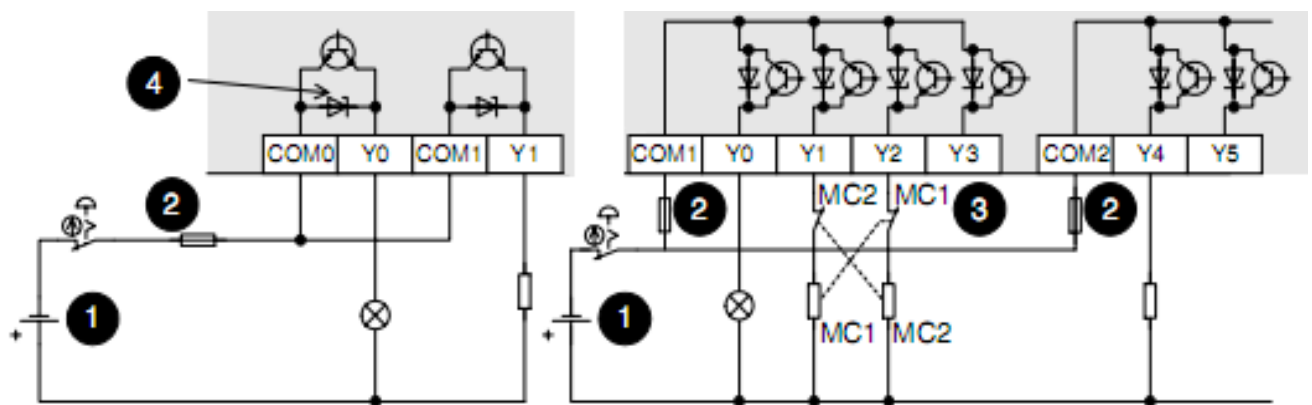 4
COM0 Y0 COM1 Y1 COM1 Y0 Y1 Y2 Y3 COM2 Y4 Y5
2 2 MC2 MC1 3 2
1 1
+ +
MC1 MC2